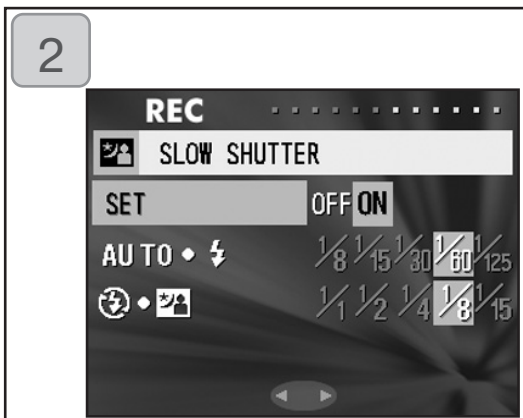 2
REC
SLOW SHUTTER
SET OFF ON
AUTO • 1/8 1/15 1/30 1/60 1/125
• 1/1 1/2 1/4 1/8 1/15